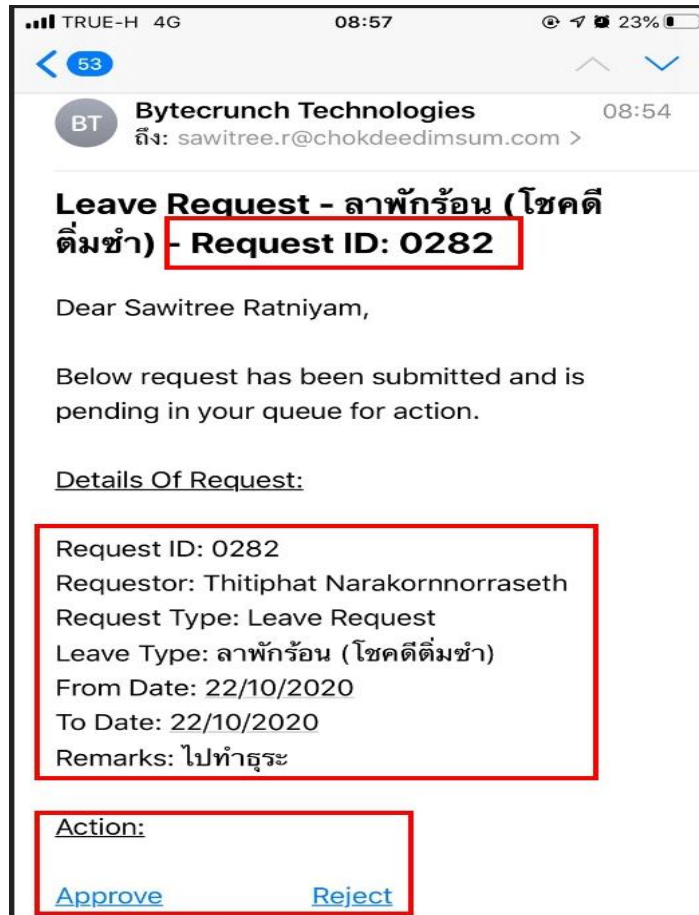 TRUE-H 4G 08:57 23%
53
BT Bytecrunch Technologies 08:54
ถึง: sawitree.r@chokdeedimsum.com >
Leave Request - ลาพักร้อน (โชคดี
ติ่มซำ) - Request ID: 0282
Dear Sawitree Ratniyam,
Below request has been submitted and is
pending in your queue for action.
Details Of Request:
Request ID: 0282
Requestor: Thitiphat Narakornnorraseth
Request Type: Leave Request
Leave Type: ลาพักร้อน (โชคดีติ่มซำ)
From Date: 22/10/2020
To Date: 22/10/2020
Remarks: ไปทำธุระ
Action:
Approve Reject